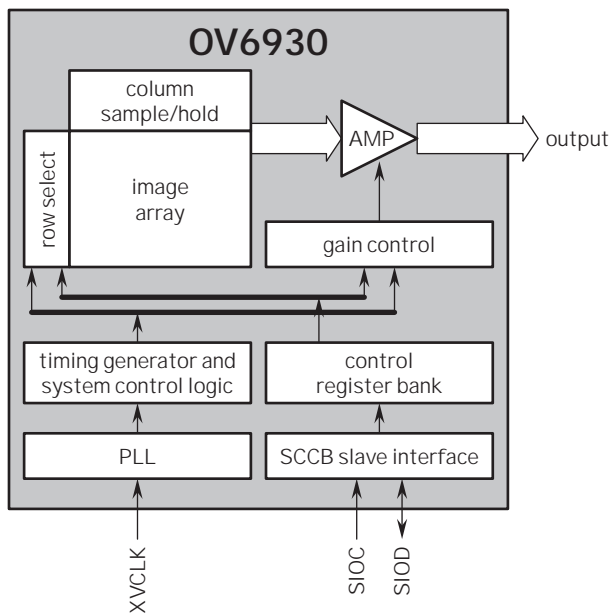 OV6930
column
sample/hold
row select
image
array
AMP
output
gain control
timing generator and
system control logic
control
register bank
PLL
SCCB slave interface
XVCLK
SIOC
SIOD